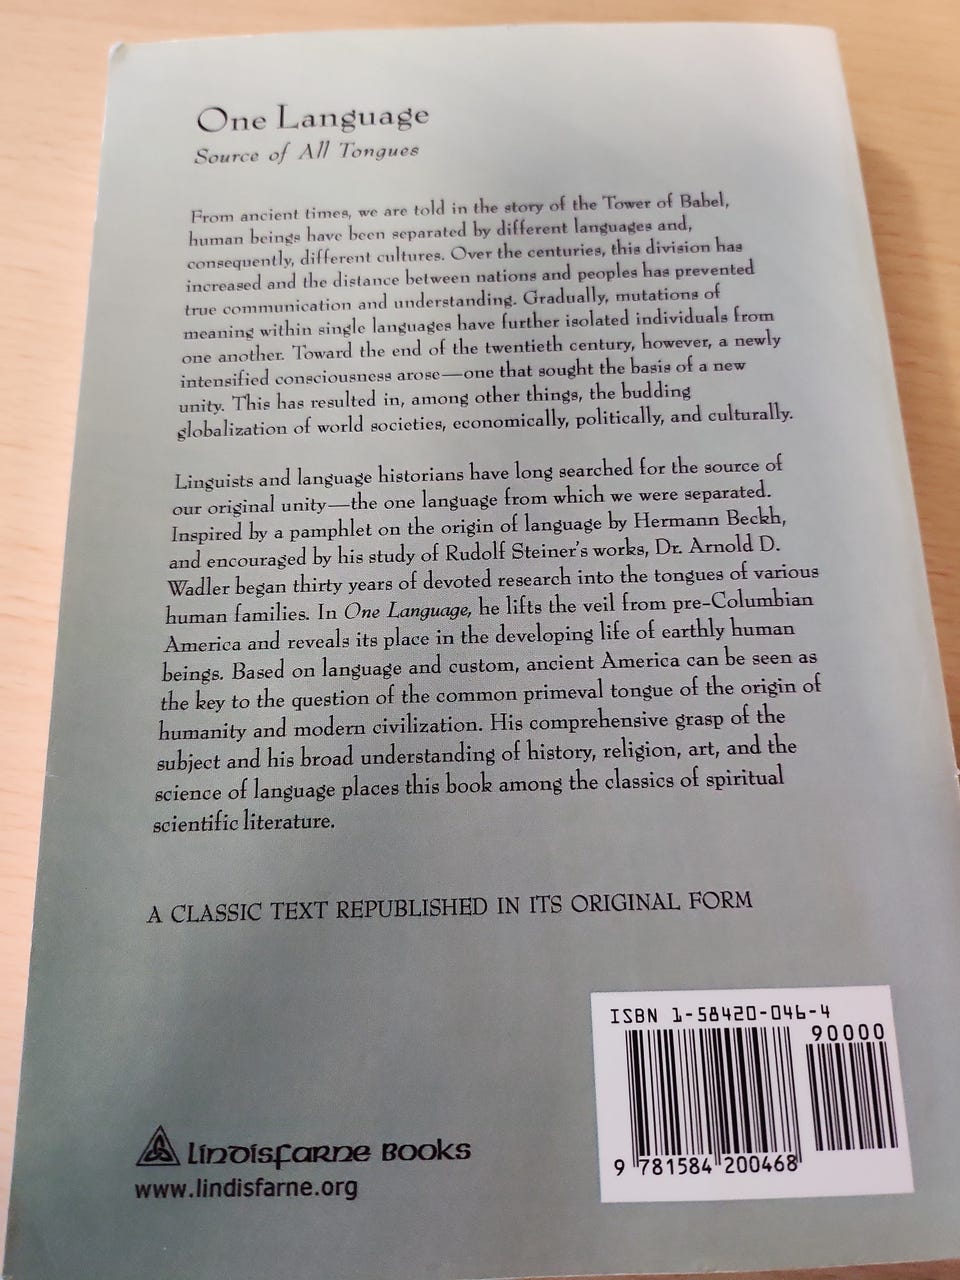 One Language
Source of All Tongues
From ancient times, we are told in the story of the Tower of Babel,
human beings have been separated by different languages and,
consequently, different cultures. Over the centuries, this division has
increased and the distance between nations and peoples has prevented
true communication and understanding. Gradually, mutations of
meaning within single languages have further isolated individuals from
one another. Toward the end of the twentieth century, however, a newly
intensified consciousness arose—one that sought the basis of a new
unity. This has resulted in, among other things, the budding
globalization of world societies, economically, politically, and culturally.
Linguists and language historians have long searched for the source of
our original unity—the one language from which we were separated.
Inspired by a pamphlet on the origin of language by Hermann Beckh,
and encouraged by his study of Rudolf Steiner's works, Dr. Arnold D.
Wadler began thirty years of devoted research into the tongues of various
human families. In One Language, he lifts the veil from pre-Columbian
America and reveals its place in the developing life of earthly human
beings. Based on language and custom, ancient America can be seen as
the key to the question of the common primeval tongue of the origin of
humanity and modern civilization. His comprehensive grasp of the
subject and his broad understanding of history, religion, art, and the
science of language places this book among the classics of spiritual
scientific literature.
A CLASSIC TEXT REPUBLISHED IN ITS ORIGINAL FORM
ISBN 1-58420-046-4
90000
9 781584 200468
Lindisfarne Books
www.lindisfarne.org